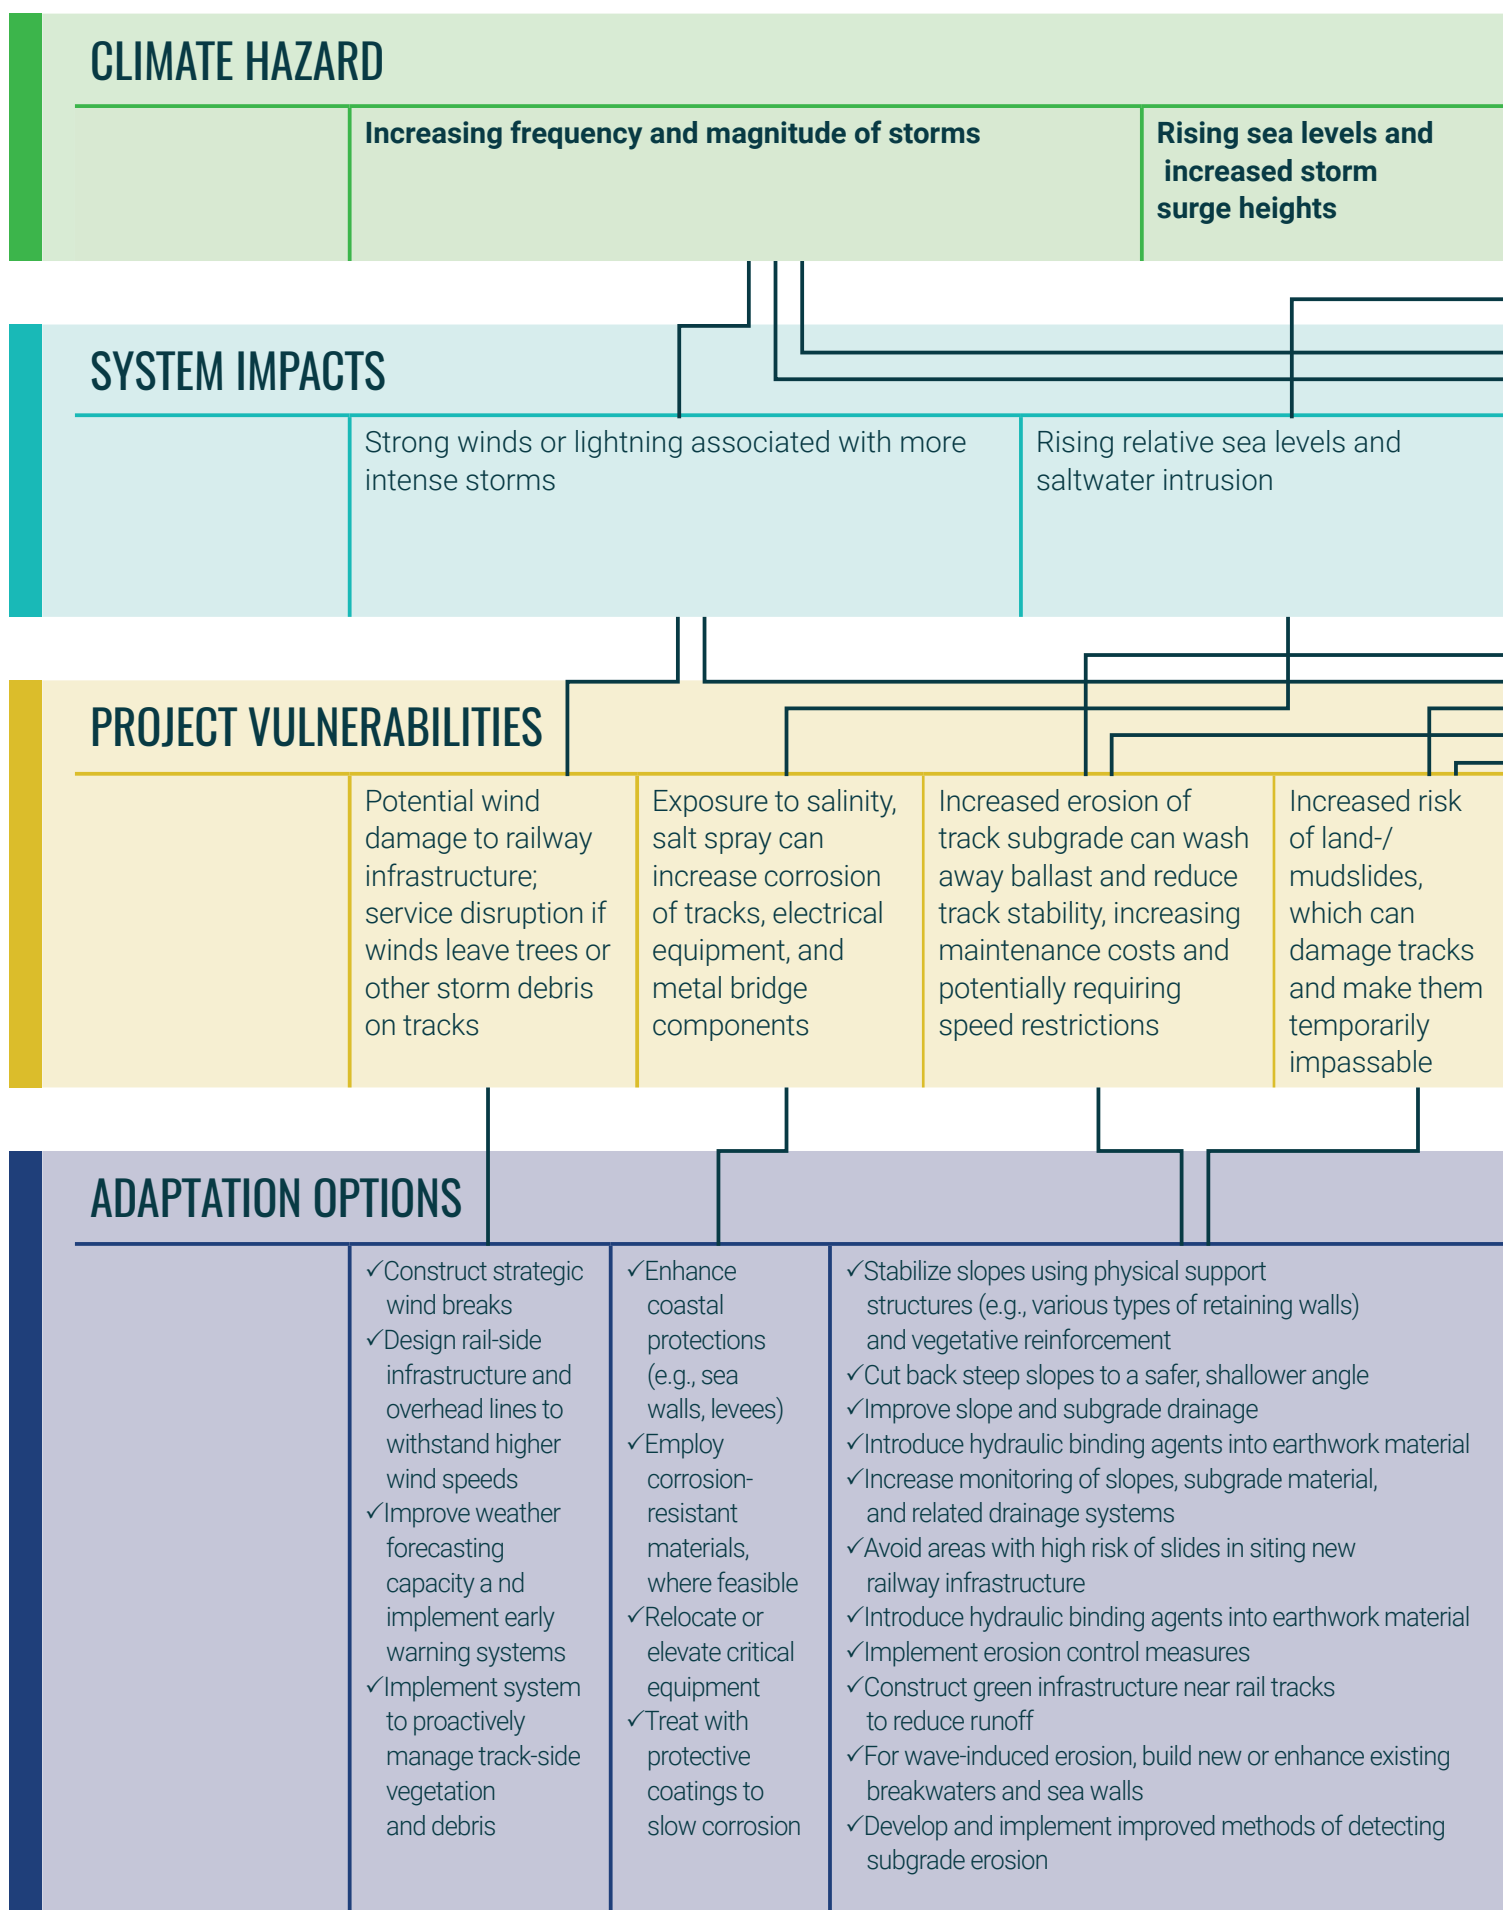 CLIMATE HAZARD
Increasing frequency and magnitude of storms
Rising sea levels and
increased storm
surge heights
SYSTEM IMPACTS
Strong winds or lightning associated with more
intense storms
Rising relative sea levels and
saltwater intrusion
PROJECT VULNERABILITIES
Potential wind
damage to railway
infrastructure;
service disruption if
winds leave trees or
other storm debris
on tracks
Exposure to salinity,
salt spray can
increase corrosion
of tracks, electrical
equipment, and
metal bridge
components
Increased erosion of
track subgrade can wash
away ballast and reduce
track stability, increasing
maintenance costs and
potentially requiring
speed restrictions
Increased risk
of land-/
mudslides,
which can
damage tracks
and make them
temporarily
impassable
ADAPTATION OPTIONS
✓Construct strategic
wind breaks
✓Design rail-side
infrastructure and
overhead lines to
withstand higher
wind speeds
✓Improve weather
forecasting
capacity a nd
implement early
warning systems
✓Implement system
to proactively
manage track-side
vegetation
and debris
✓Enhance
coastal
protections
(e.g., sea
walls, levees)
✓Employ
corrosion-
resistant
materials,
where feasible
✓Relocate or
elevate critical
equipment
✓Treat with
protective
coatings to
slow corrosion
✓Stabilize slopes using physical support
structures (e.g., various types of retaining walls)
and vegetative reinforcement
✓Cut back steep slopes to a safer, shallower angle
✓Improve slope and subgrade drainage
✓Introduce hydraulic binding agents into earthwork material
✓Increase monitoring of slopes, subgrade material,
and related drainage systems
✓Avoid areas with high risk of slides in siting new
railway infrastructure
✓Introduce hydraulic binding agents into earthwork material
✓Implement erosion control measures
✓Construct green infrastructure near rail tracks
to reduce runoff
✓For wave-induced erosion, build new or enhance existing
breakwaters and sea walls
✓Develop and implement improved methods of detecting
subgrade erosion